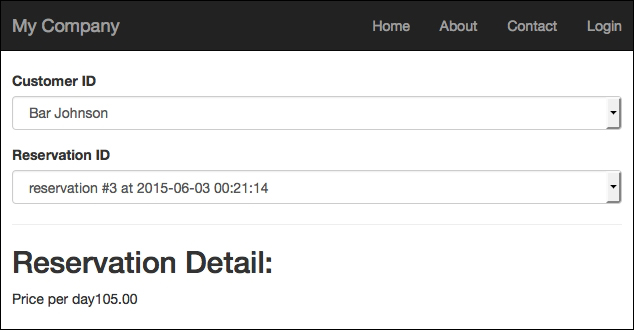 My Company Home About Contact Login
Customer ID
Bar Johnson
Reservation ID
reservation #3 at 2015-06-03 00:21:14
Reservation Detail:
Price per day105.00